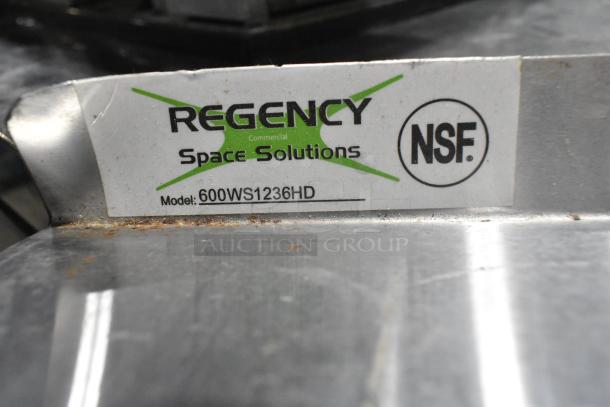 REGENCY
Commercial
Space Solutions
NSF®
Model: 600WS1236HD
AUCTION GROUP